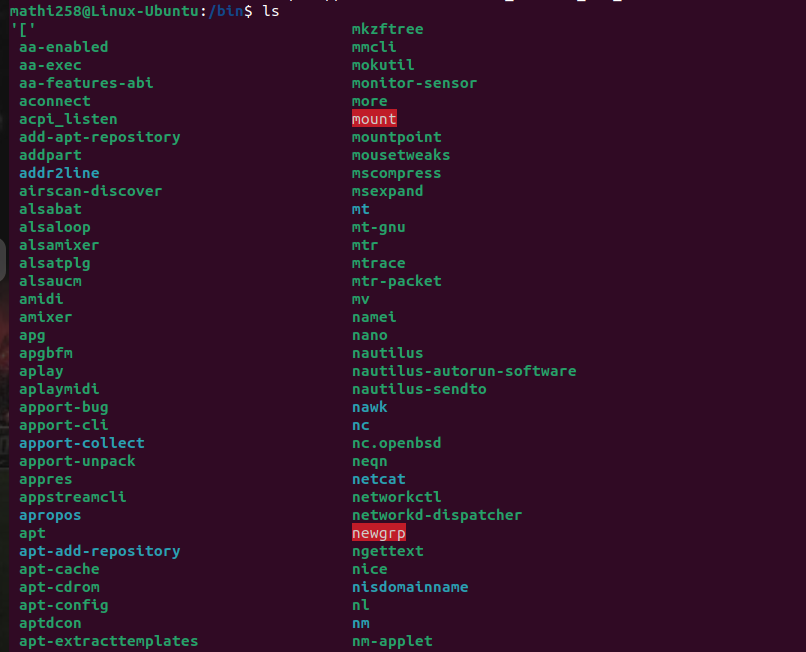 mathi258@Linux-Ubuntu:/bin$ ls
'[' mkzftree
aa-enabled mmcli
aa-exec mokutil
aa-features-abi monitor-sensor
aconnect more
acpi_listen mount
add-apt-repository mountpoint
addpart mousetweaks
addr2line mscompress
airscan-discover msexpand
alsabat mt
alsaloop mt-gnu
alsamixer mtr
alsatplg mtrace
alsaucm mtr-packet
amidi mv
amixer namei
apg nano
apgbfm nautilus
aplay nautilus-autorun-software
aplaymidi nautilus-sendto
apport-bug nawk
apport-cli nc
apport-collect nc.openbsd
apport-unpack neqn
appres netcat
appstreamcli networkctl
apropos networkd-dispatcher
apt newgrp
apt-add-repository ngettext
apt-cache nice
apt-cdrom nisdomainname
apt-config nl
aptdcon nm
apt-extracttemplates nm-applet